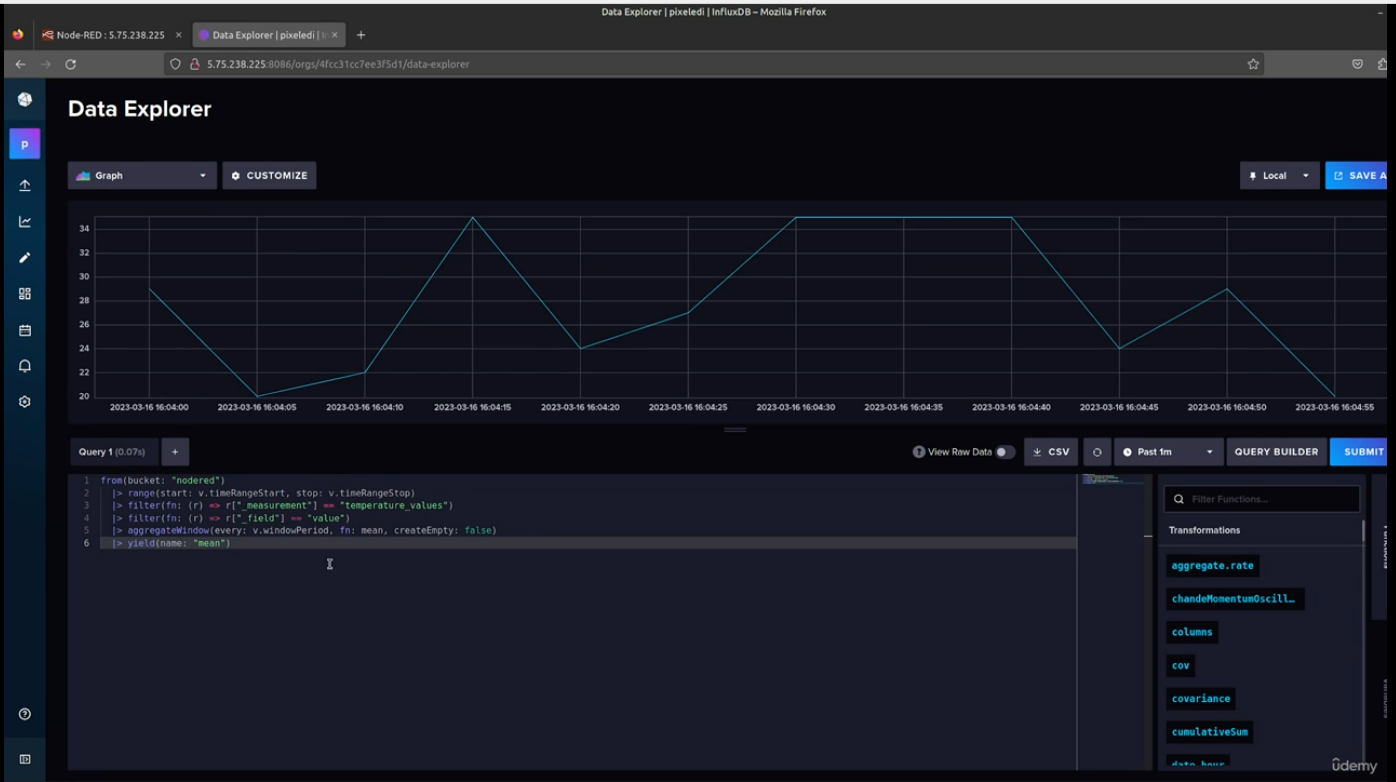 Data Explorer | pixeledi | InfluxDB – Mozilla Firefox
Node-RED : 5.75.238.225 ×
Data Explorer | pixeledi | In ×
+
5.75.238.225:8086/orgs/4fcc31cc7ee3f5d1/data-explorer
P
Data Explorer
Graph
CUSTOMIZE
Local
SAVE A
34
32
30
28
26
24
22
20
2023-03-16 16:04:00
2023-03-16 16:04:05
2023-03-16 16:04:10
2023-03-16 16:04:15
2023-03-16 16:04:20
2023-03-16 16:04:25
2023-03-16 16:04:30
2023-03-16 16:04:35
2023-03-16 16:04:40
2023-03-16 16:04:45
2023-03-16 16:04:50
2023-03-16 16:04:55
Query 1 (0.07s)
+
View Raw Data
CSV
Past 1m
QUERY BUILDER
SUBMIT
1 from(bucket: "nodered")
2 |> range(start: v.timeRangeStart, stop: v.timeRangeStop)
3 |> filter(fn: (r) => r["_measurement"] == "temperature_values")
4 |> filter(fn: (r) => r["_field"] == "value")
5 |> aggregateWindow(every: v.windowPeriod, fn: mean, createEmpty: false)
6 |> yield(name: "mean")
Filter Functions...
Transformations
aggregate.rate
chandeMomentumOscill…
columns
cov
covariance
cumulativeSum
date.hour
ûdemy